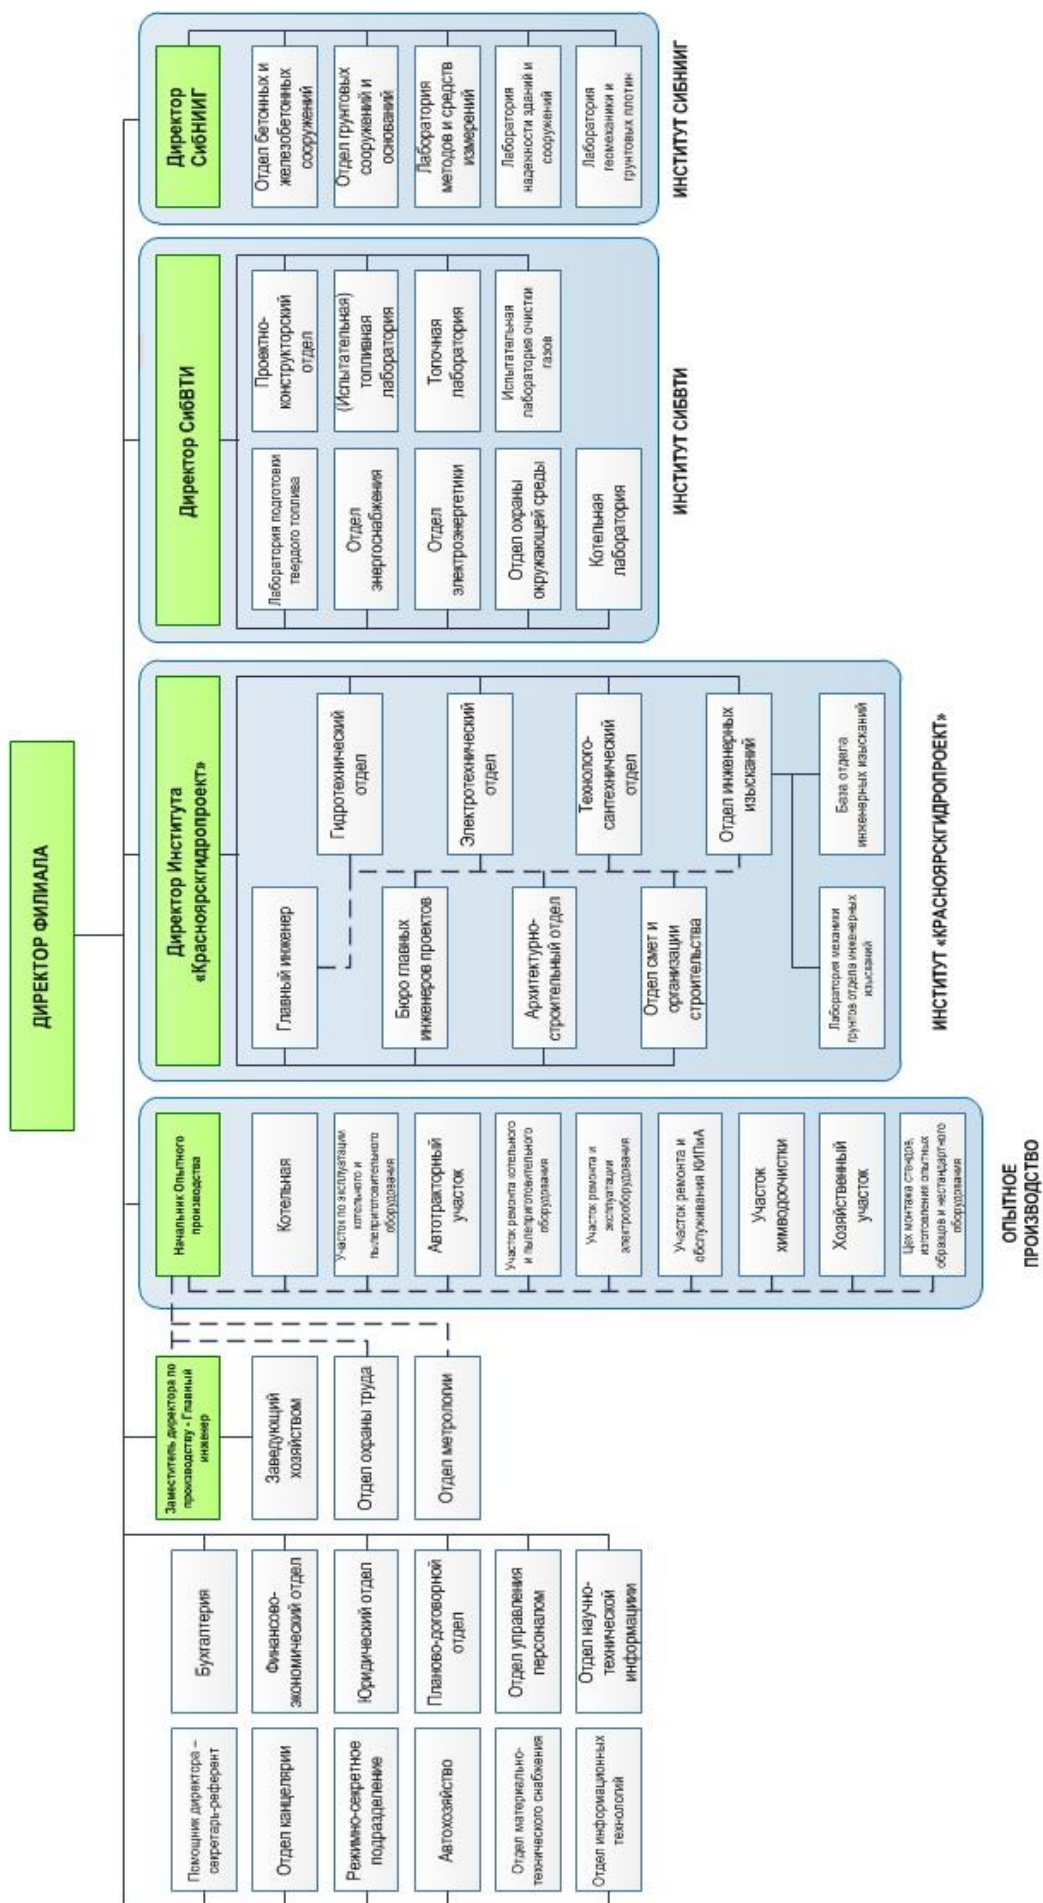 ДИРЕКТОР ФИЛИАЛА
Помощник директора –
секретарь-референт
Отдел канцелярии
Режимно-секретное
подразделение
Автохозяйство
Отдел материально-
технического снабжения
Отдел информационных
технологий
Бухгалтерия
Финансово-
экономический отдел
Юридический отдел
Планово-договорной
отдел
Отдел управления
персоналом
Отдел научно-
технической
информации
Заместитель директора по
производству - Главный
инженер
Заведующий
хозяйством
Отдел охраны труда
Отдел метрологии
Начальник Опытного
производства
Котельная
Участок по эксплуатации
котельного и
пылеприготовительного
оборудования
Автотракторный
участок
Участок ремонта котельного
и пылеприготовительного
оборудования
Участок ремонта и
эксплуатации
электрооборудования
Участок ремонта и
обслуживания КИПиА
Участок
химводоочистки
Хозяйственный
участок
Цех монтажа стендов,
изготовления опытных
образцов и нестандартного
оборудования
ОПЫТНОЕ
ПРОИЗВОДСТВО
Директор Института
«Красноярскгидропроект»
Главный инженер
Бюро главных
инженеров проектов
Архитектурно-
строительный отдел
Отдел смет и
организации
строительства
Лаборатория механики
грунтов отдела инженерных
изысканий
Гидротехнический
отдел
Электротехнический
отдел
Технолого-
сантехнический
отдел
Отдел инженерных
изысканий
База отдела
инженерных изысканий
ИНСТИТУТ «КРАСНОЯРСКГИДРОПРОЕКТ»
Директор СибВТИ
Лаборатория подготовки
твердого топлива
Отдел
энергоснабжения
Отдел
электроэнергетики
Отдел охраны
окружающей среды
Котельная
лаборатория
Проектно-
конструкторский
отдел
(Испытательная)
топливная
лаборатория
Топочная
лаборатория
Испытательная
лаборатория очистки
газов
ИНСТИТУТ СИБВТИ
Директор
СибНИИГ
Отдел бетонных и
железобетонных
сооружений
Отдел грунтовых
сооружений и
оснований
Лаборатория
методов и средств
измерений
Лаборатория
надежности зданий и
сооружений
Лаборатория
геомеханики и
грунтовых плотин
ИНСТИТУТ СИБНИИГ